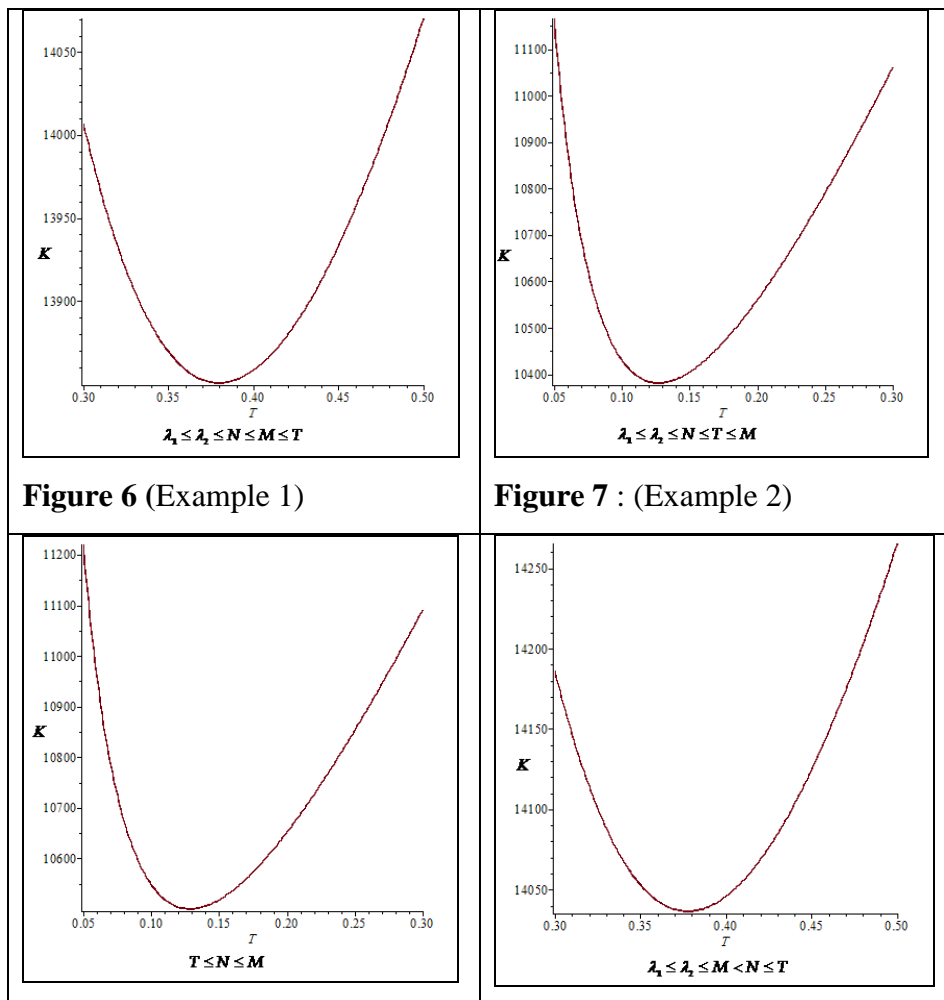 14050
14000
13950
K
13900
0.30 0.35 0.40 0.45 0.50
T
λ₁ ≤ λ₂ ≤ N ≤ M ≤ T
Figure 6 (Example 1)
11100
11000
10900
10800
10700
K
10600
10500
10400
0.05 0.10 0.15 0.20 0.25 0.30
T
λ₁ ≤ λ₂ ≤ N ≤ T ≤ M
Figure 7 : (Example 2)
11200
11100
11000
10900
K
10800
10700
10600
0.05 0.10 0.15 0.20 0.25 0.30
T
T ≤ N ≤ M
14250
14200
14150
K
14100
14050
0.30 0.35 0.40 0.45 0.50
T
λ₁ ≤ λ₂ ≤ M < N ≤ T